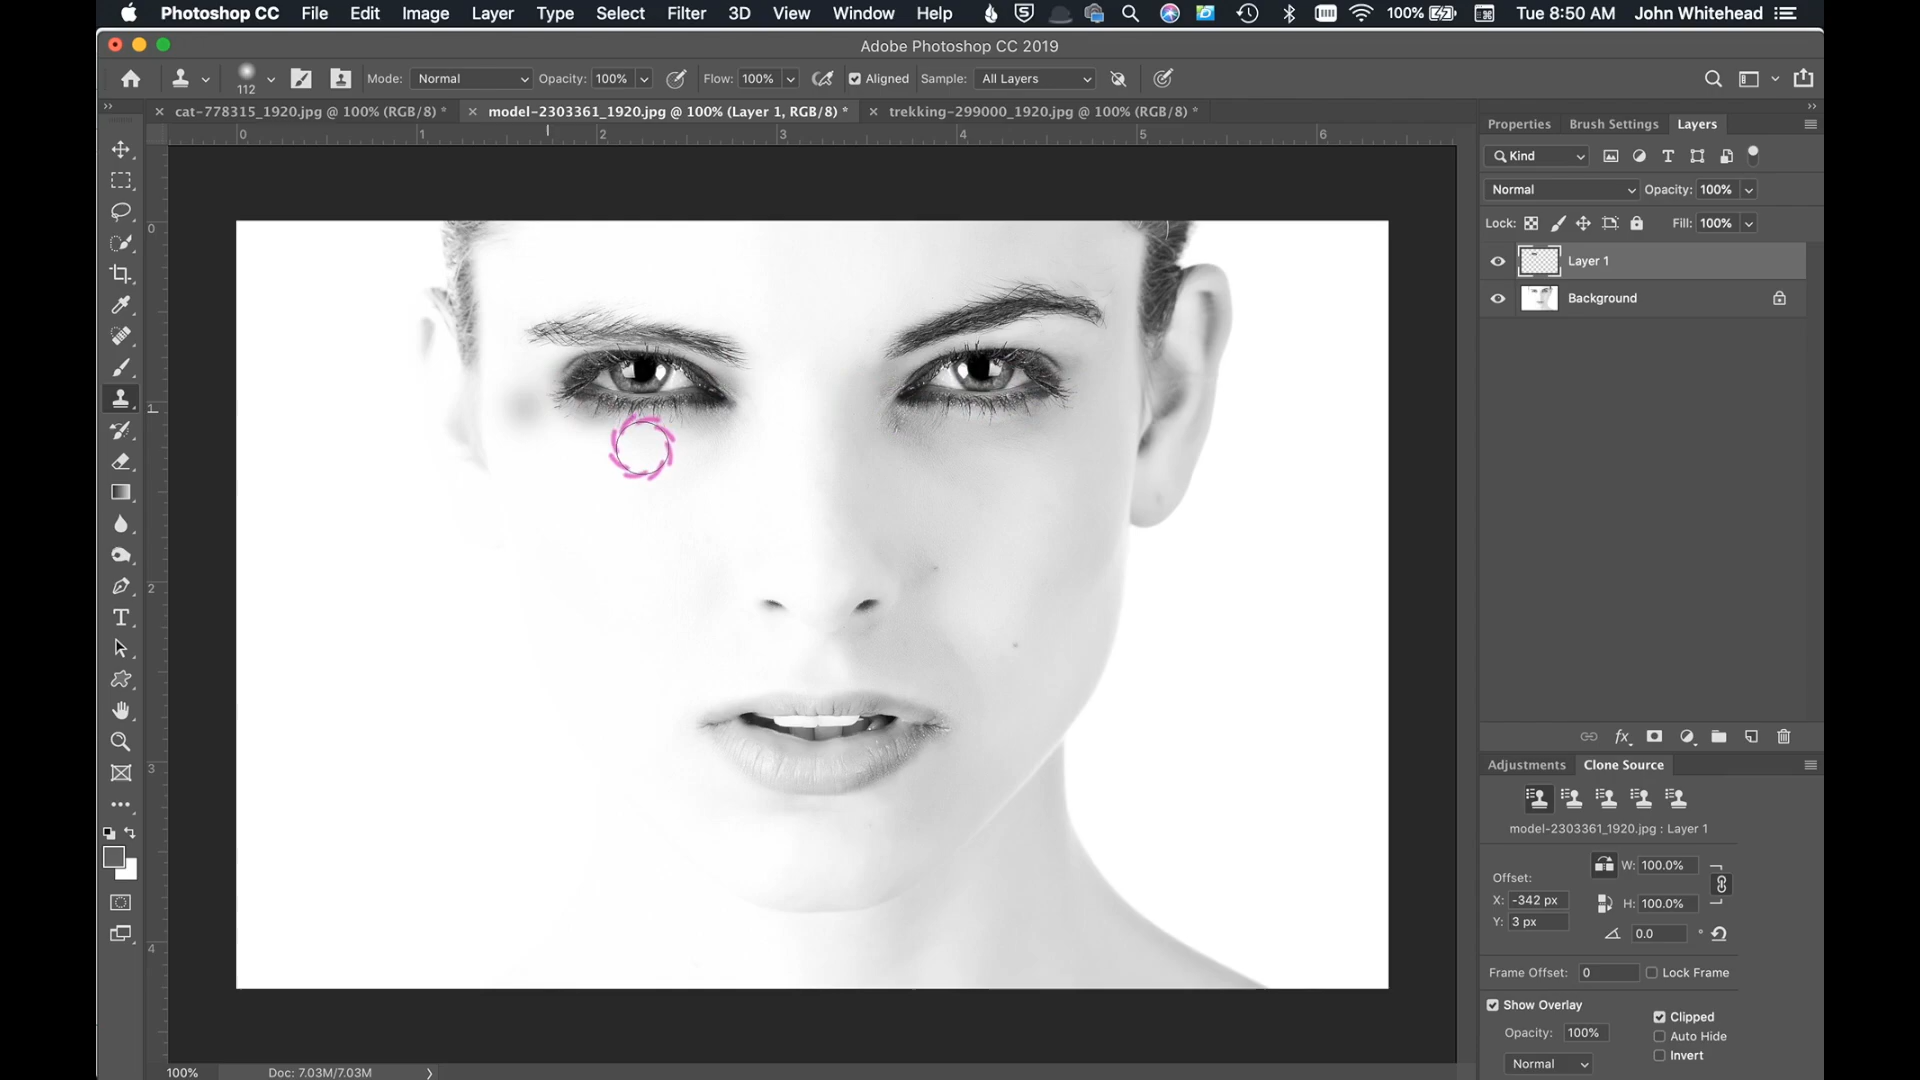 Photoshop CC File Edit Image Layer Type Select Filter 3D View Window Help 100% Tue 8:50 AM John Whitehead
Adobe Photoshop CC 2019
112 Mode: Normal Opacity: 100% Flow: 100% Aligned Sample: All Layers
cat-778315_1920.jpg @ 100% (RGB/8) * model-2303361_1920.jpg @ 100% (Layer 1, RGB/8) * trekking-299000_1920.jpg @ 100% (RGB/8) *
0 1 2 3 4 5 6
0
1
2
3
4
Properties Brush Settings Layers
Kind
Normal Opacity: 100%
Lock: Fill: 100%
Layer 1
Background
fx
Adjustments Clone Source
model-2303361_1920.jpg : Layer 1
Offset: W: 100.0%
X: -342 px H: 100.0%
Y: 3 px 0.0 °
Frame Offset: 0 Lock Frame
Show Overlay Clipped
Opacity: 100% Auto Hide
Normal Invert
100% Doc: 7.03M/7.03M